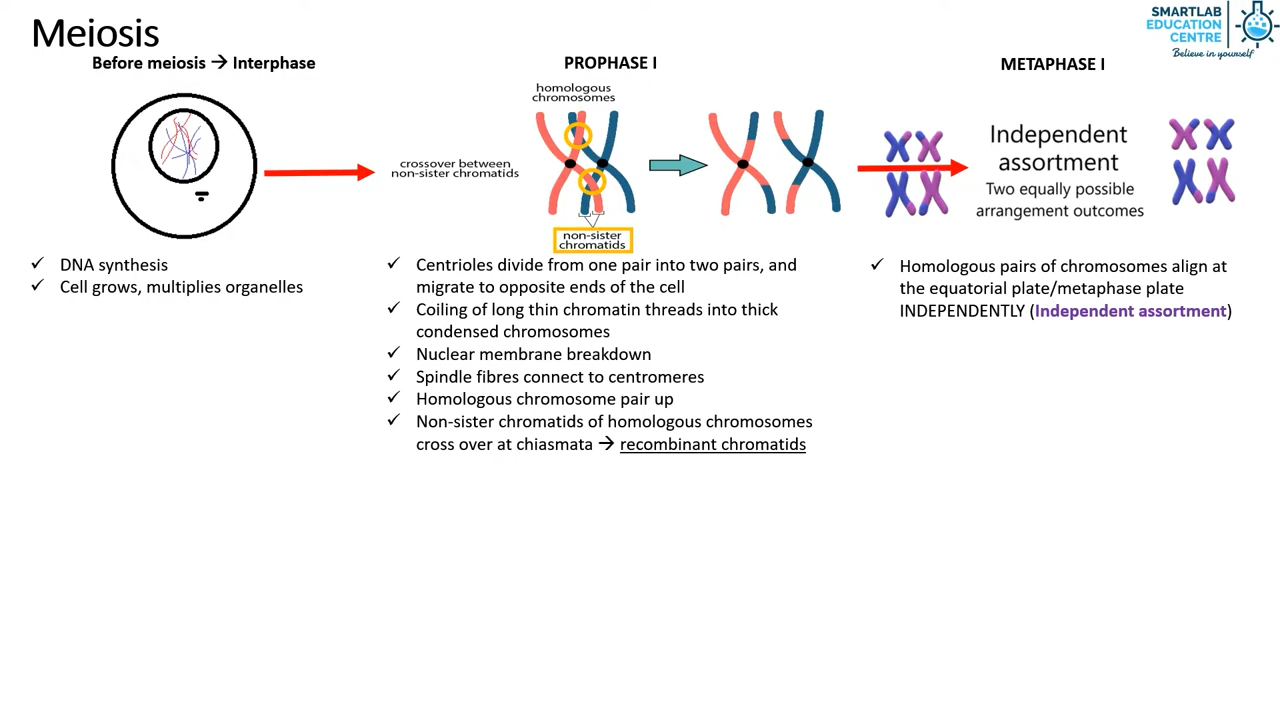 Meiosis
SMARTLAB
EDUCATION
CENTRE
Believe in yourself
Before meiosis → Interphase
PROPHASE I
METAPHASE I
homologous
chromosomes
crossover between
non-sister chromatids
non-sister
chromatids
Independent
assortment
Two equally possible
arrangement outcomes
✓ DNA synthesis
✓ Cell grows, multiplies organelles
✓ Centrioles divide from one pair into two pairs, and
migrate to opposite ends of the cell
✓ Coiling of long thin chromatin threads into thick
condensed chromosomes
✓ Nuclear membrane breakdown
✓ Spindle fibres connect to centromeres
✓ Homologous chromosome pair up
✓ Non-sister chromatids of homologous chromosomes
cross over at chiasmata → recombinant chromatids
✓ Homologous pairs of chromosomes align at
the equatorial plate/metaphase plate
INDEPENDENTLY (Independent assortment)